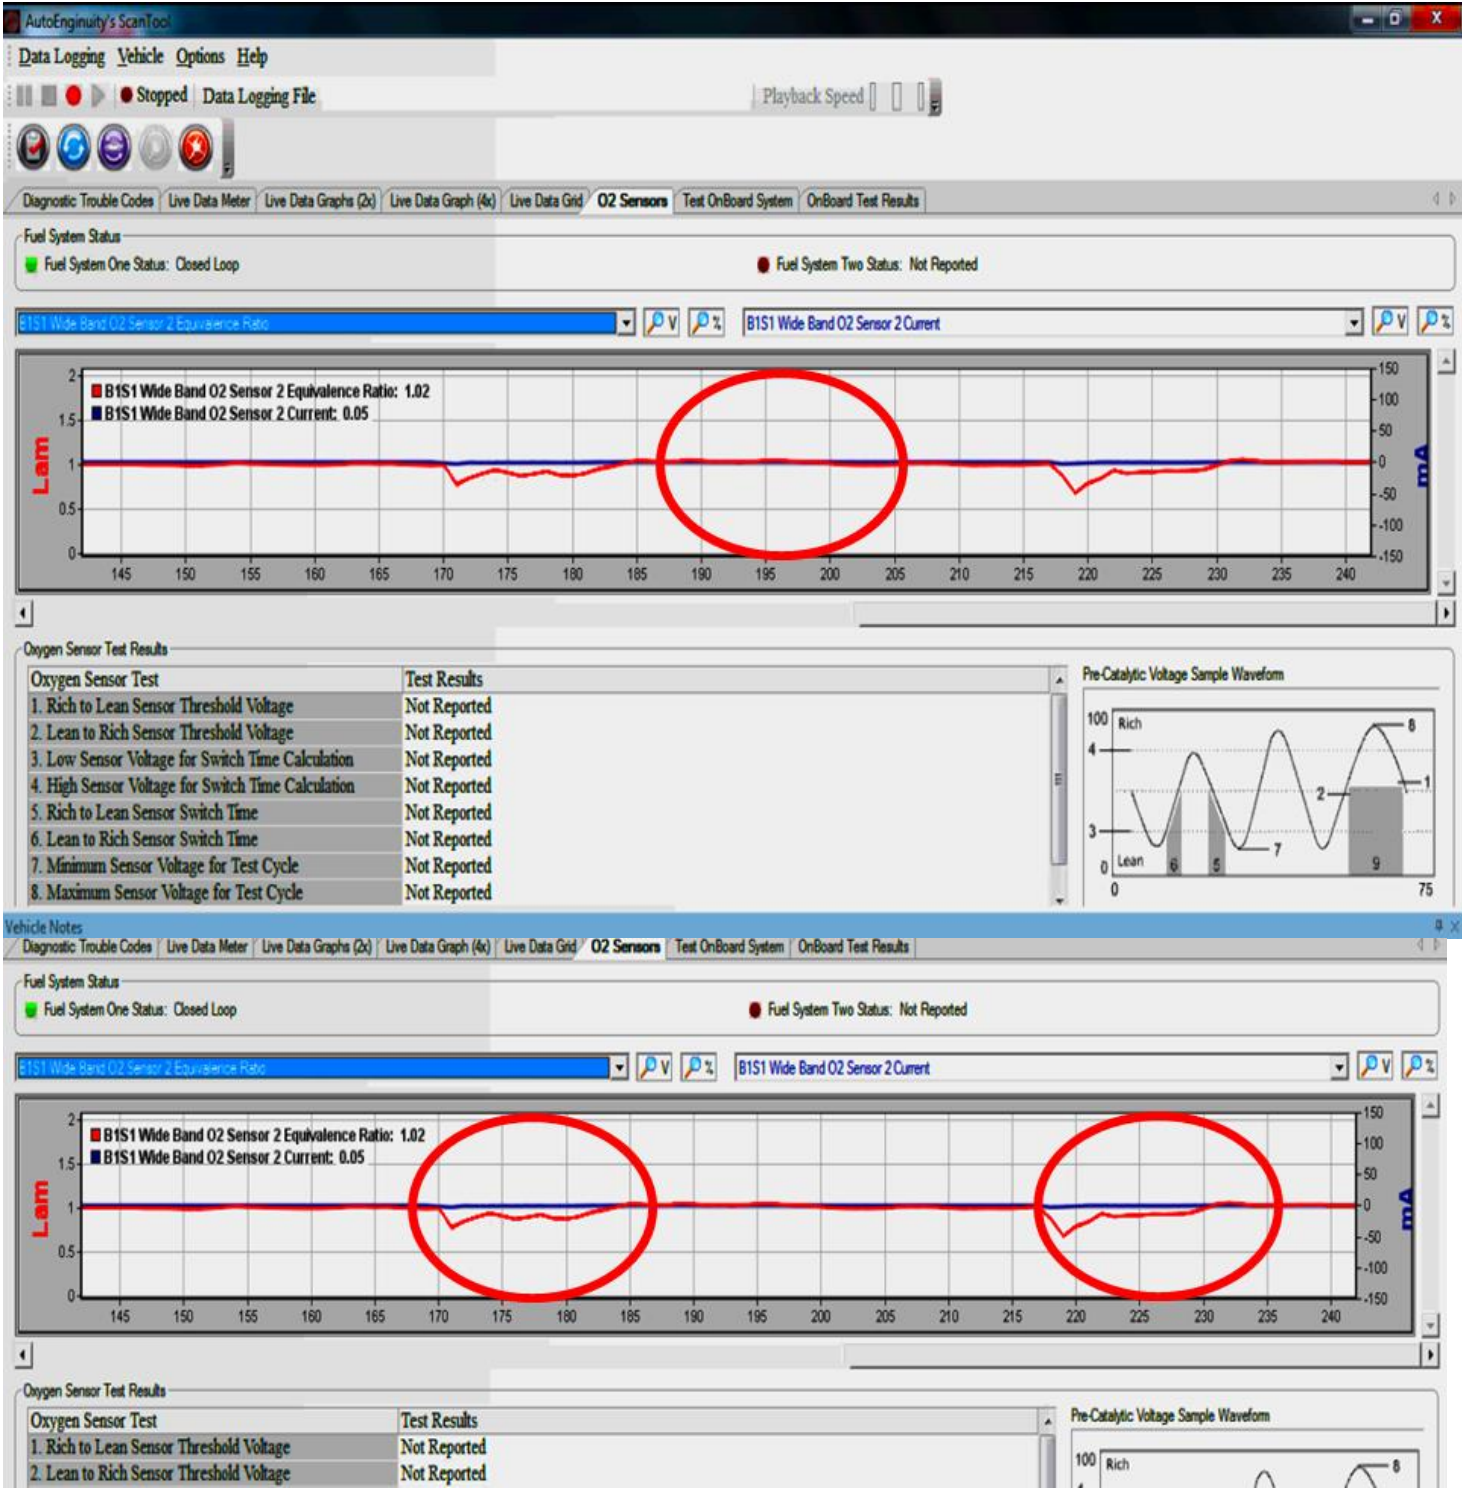 AutoEnginuity's ScanTool
Data Logging Vehicle Options Help
Stopped Data Logging File Playback Speed
Diagnostic Trouble Codes Live Data Meter Live Data Graphs (2x) Live Data Graph (4x) Live Data Grid O2 Sensors Test OnBoard System OnBoard Test Results
Fuel System Status
Fuel System One Status: Closed Loop Fuel System Two Status: Not Reported
B1S1 Wide Band O2 Sensor 2 Equivalence Ratio V % B1S1 Wide Band O2 Sensor 2 Current V %
2 150
B1S1 Wide Band O2 Sensor 2 Equivalence Ratio: 1.02
B1S1 Wide Band O2 Sensor 2 Current: 0.05
100
1.5
50
Lam 1 0 mA
-50
0.5
-100
0 -150
145 150 155 160 165 170 175 180 185 190 195 200 205 210 215 220 225 230 235 240
Oxygen Sensor Test Results
Oxygen Sensor Test Test Results
1. Rich to Lean Sensor Threshold Voltage Not Reported
2. Lean to Rich Sensor Threshold Voltage Not Reported
3. Low Sensor Voltage for Switch Time Calculation Not Reported
4. High Sensor Voltage for Switch Time Calculation Not Reported
5. Rich to Lean Sensor Switch Time Not Reported
6. Lean to Rich Sensor Switch Time Not Reported
7. Minimum Sensor Voltage for Test Cycle Not Reported
8. Maximum Sensor Voltage for Test Cycle Not Reported
Pre-Catalytic Voltage Sample Waveform
100 Rich 8
4
1
2
3
7
0 Lean 6 5 9
0 75
Vehicle Notes
Diagnostic Trouble Codes Live Data Meter Live Data Graphs (2x) Live Data Graph (4x) Live Data Grid O2 Sensors Test OnBoard System OnBoard Test Results
Fuel System Status
Fuel System One Status: Closed Loop Fuel System Two Status: Not Reported
B1S1 Wide Band O2 Sensor 2 Equivalence Ratio V % B1S1 Wide Band O2 Sensor 2 Current V %
2 150
B1S1 Wide Band O2 Sensor 2 Equivalence Ratio: 1.02
B1S1 Wide Band O2 Sensor 2 Current: 0.05
100
1.5
50
Lam 1 0 mA
-50
0.5
-100
0 -150
145 150 155 160 165 170 175 180 185 190 195 200 205 210 215 220 225 230 235 240
Oxygen Sensor Test Results
Oxygen Sensor Test Test Results
1. Rich to Lean Sensor Threshold Voltage Not Reported
2. Lean to Rich Sensor Threshold Voltage Not Reported
Pre-Catalytic Voltage Sample Waveform
100 Rich 8